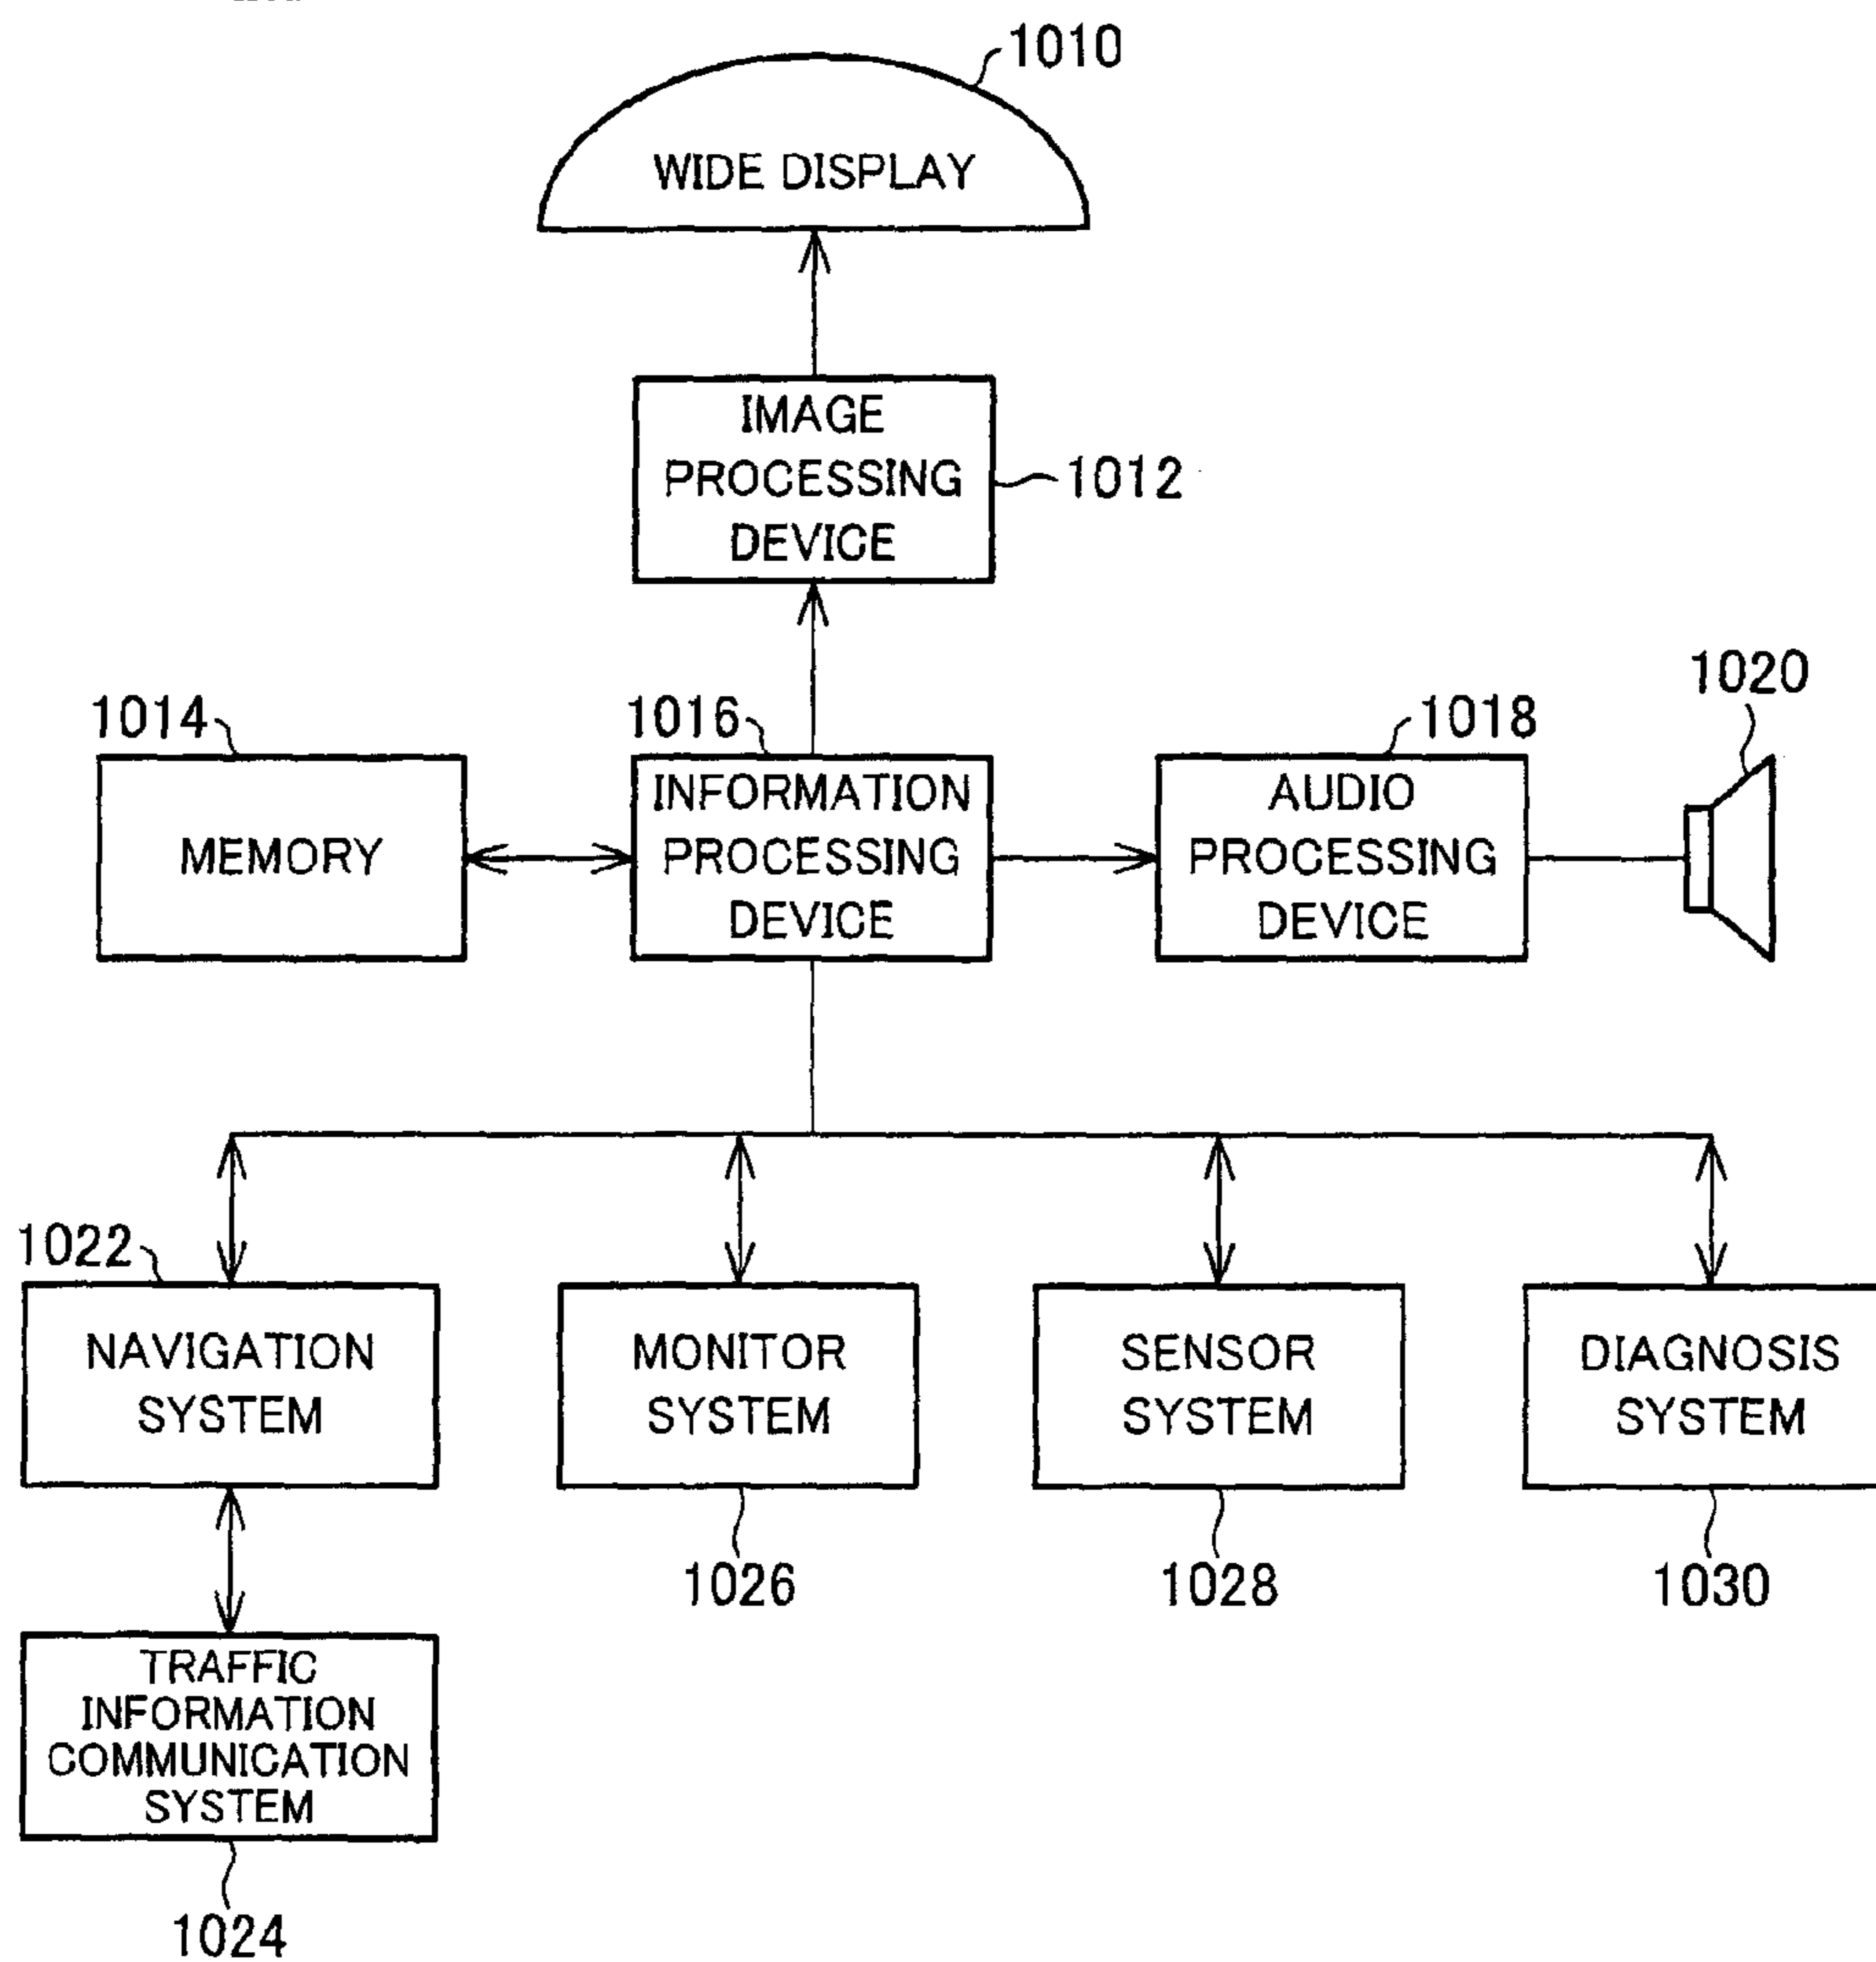 1010
WIDE DISPLAY
IMAGE
PROCESSING
DEVICE
1012
1014
MEMORY
1016
INFORMATION
PROCESSING
DEVICE
1018
AUDIO
PROCESSING
DEVICE
1020
1022
NAVIGATION
SYSTEM
MONITOR
SYSTEM
1026
SENSOR
SYSTEM
1028
DIAGNOSIS
SYSTEM
1030
TRAFFIC
INFORMATION
COMMUNICATION
SYSTEM
1024